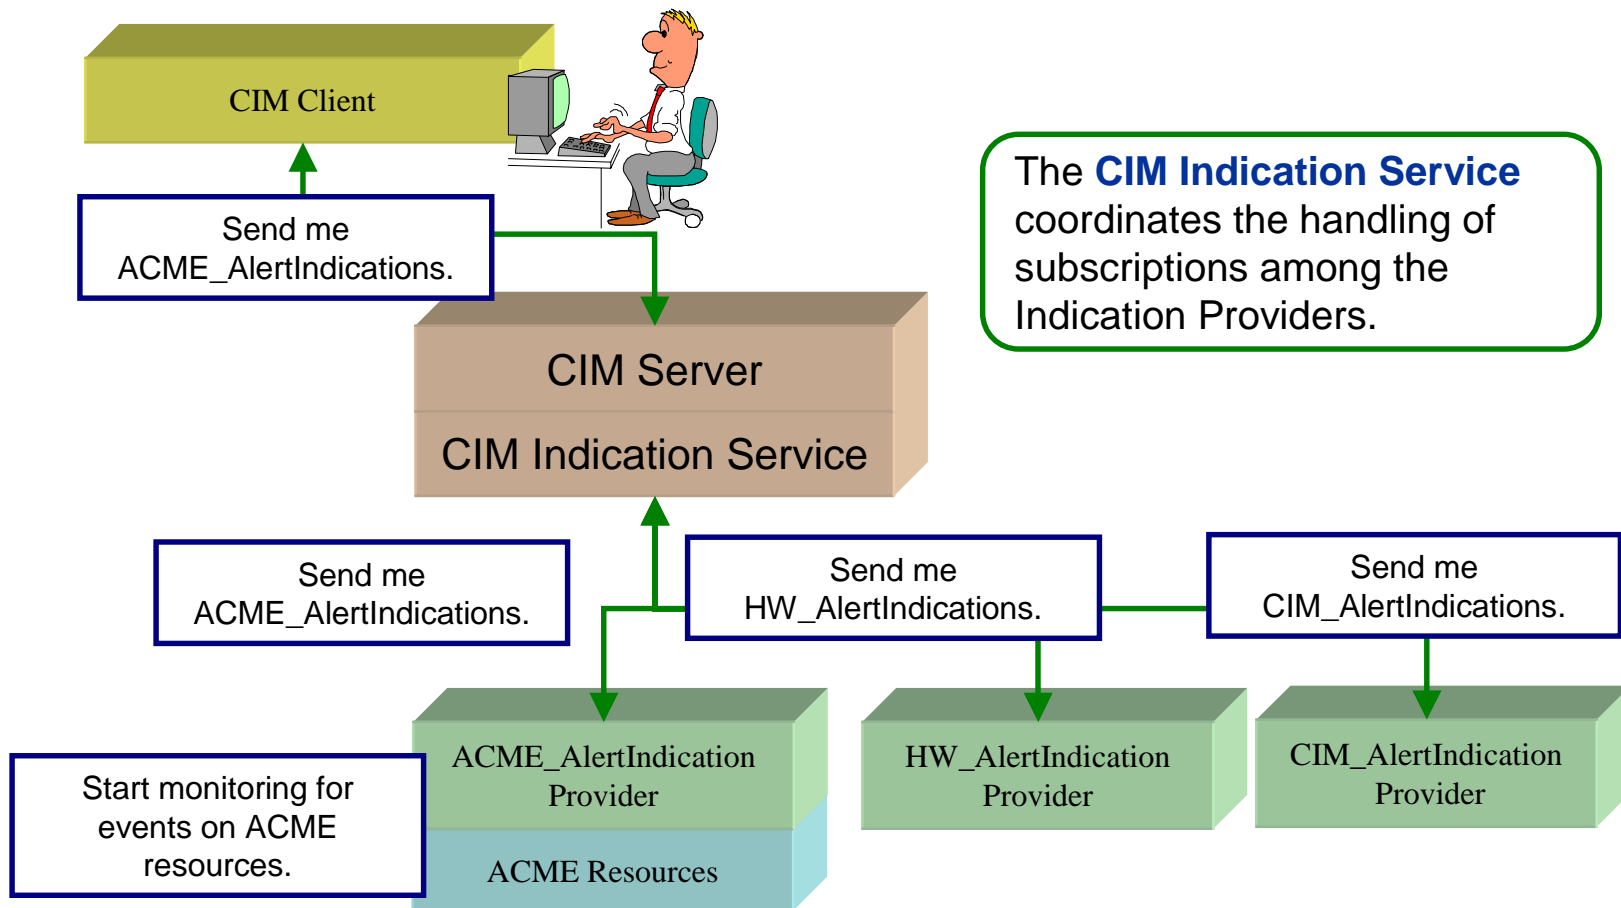 CIM Client
Send me
ACME_AlertIndications.
The CIM Indication Service
coordinates the handling of
subscriptions among the
Indication Providers.
CIM Server
CIM Indication Service
Send me
ACME_AlertIndications.
Send me
HW_AlertIndications.
Send me
CIM_AlertIndications.
ACME_AlertIndication
Provider
HW_AlertIndication
Provider
CIM_AlertIndication
Provider
Start monitoring for
events on ACME
resources.
ACME Resources